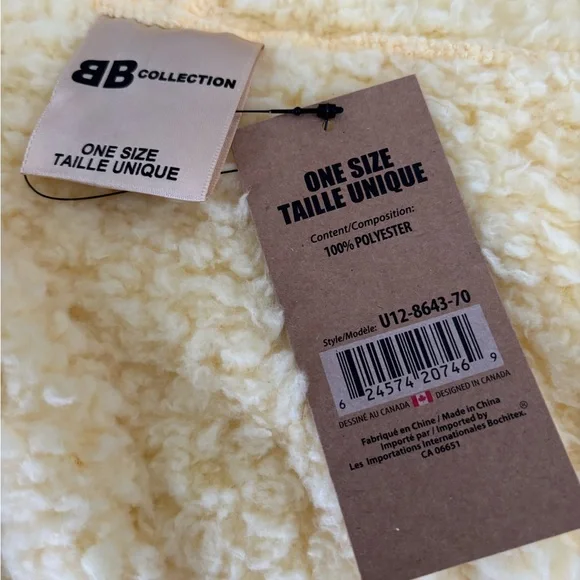 BB COLLECTION
ONE SIZE
TAILLE UNIQUE
ONE SIZE
TAILLE UNIQUE
Content/Composition:
100% POLYESTER
Style/Modèle: U12-8643-70
6 24574 20746 9
DESSINÉ AU CANADA DESIGNED IN CANADA
Fabriqué en Chine / Made in China
Importé par / Imported by
Les Importations Internationales Bochitex.®
CA 06651